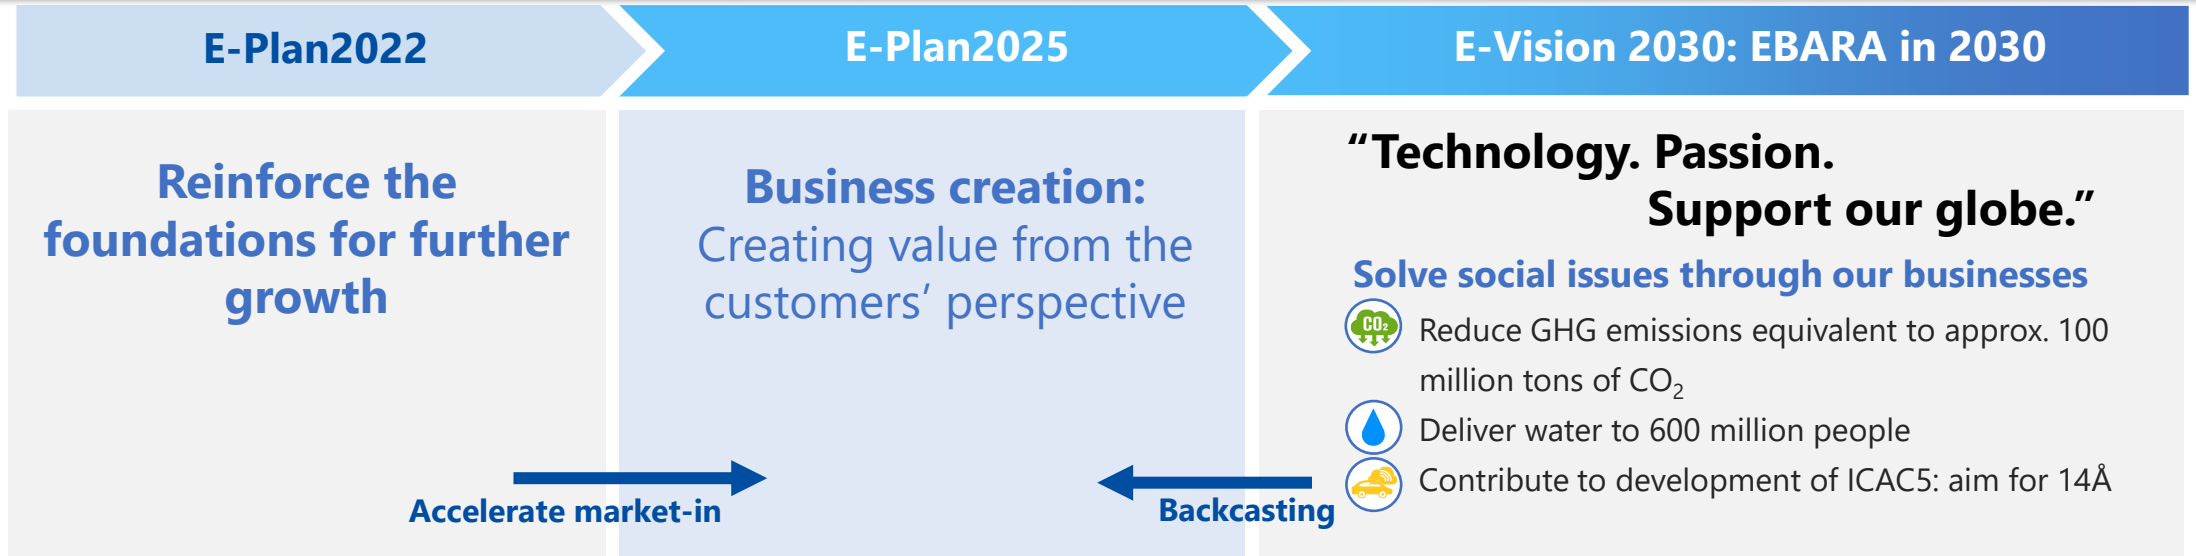 E-Plan2022
E-Plan2025
E-Vision 2030: EBARA in 2030
Reinforce the
foundations for further
growth
Business creation:
Creating value from the
customers’ perspective
“Technology. Passion.
Support our globe.”
Solve social issues through our businesses
CO₂
Reduce GHG emissions equivalent to approx. 100
million tons of CO₂
Deliver water to 600 million people
Contribute to development of ICAC5: aim for 14Å
Accelerate market-in
Backcasting